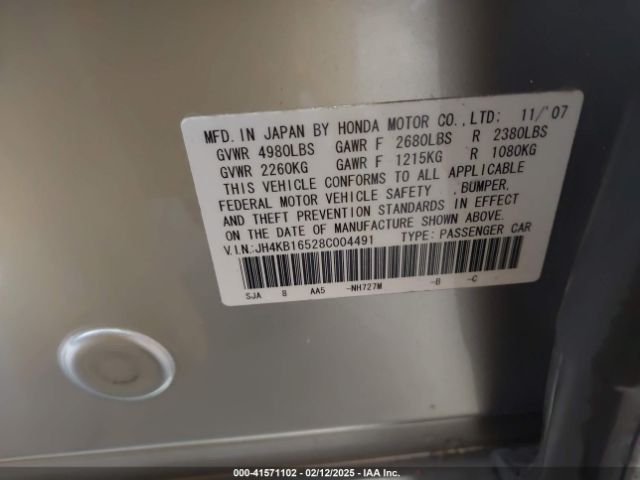 MFD. IN JAPAN BY HONDA MOTOR CO.,LTD: 11/'07
GVWR 4980LBS GAWR F 2680LBS R 2380LBS
GVWR 2260KG GAWR F 1215KG R 1080KG
THIS VEHICLE CONFORMS TO ALL APPLICABLE
FEDERAL MOTOR VEHICLE SAFETY ,BUMPER,
AND THEFT PREVENTION STANDARDS IN EFFECT
ON THE DATE OF MANUFACTURE SHOWN ABOVE.
V.I.N:JH4KB16528C004491 TYPE: PASSENGER CAR
SJA 8 AA5 -NH727M -B -C
000-41571102 - 02/12/2025 - IAA Inc.